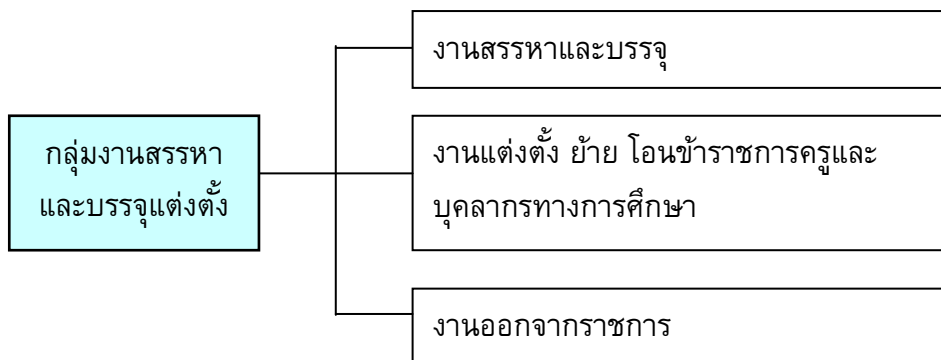 กลุ่มงานสรรหา
และบรรจุแต่งตั้ง
งานสรรหาและบรรจุ
งานแต่งตั้ง ย้าย โอนข้าราชการครูและ
บุคลากรทางการศึกษา
งานออกจากราชการ